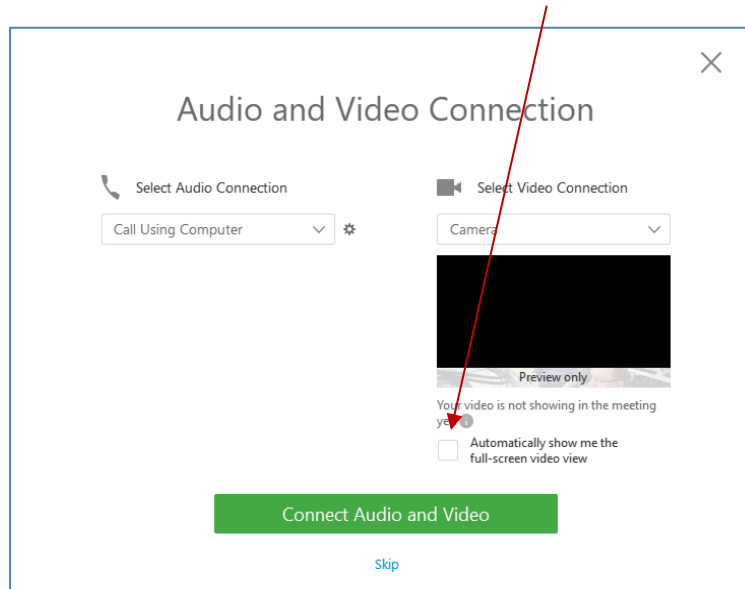 Audio and Video Connection
Select Audio Connection
Select Video Connection
Call Using Computer
Camera
Preview only
Your video is not showing in the meeting
Automatically show me the
full-screen video view
Connect Audio and Video
Skip